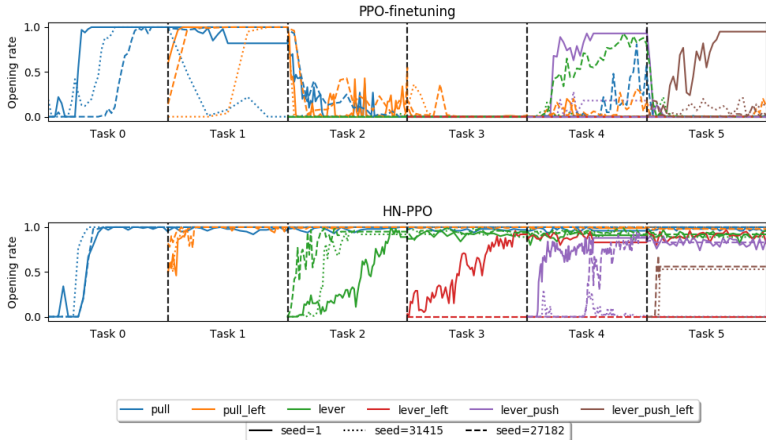 PPO-finetuning
Opening rate
1.0
0.5
0.0
Task 0 Task 1 Task 2 Task 3 Task 4 Task 5
HN-PPO
Opening rate
1.0
0.5
0.0
Task 0 Task 1 Task 2 Task 3 Task 4 Task 5
pull pull_left lever lever_left lever_push lever_push_left
seed=1 seed=31415 seed=27182